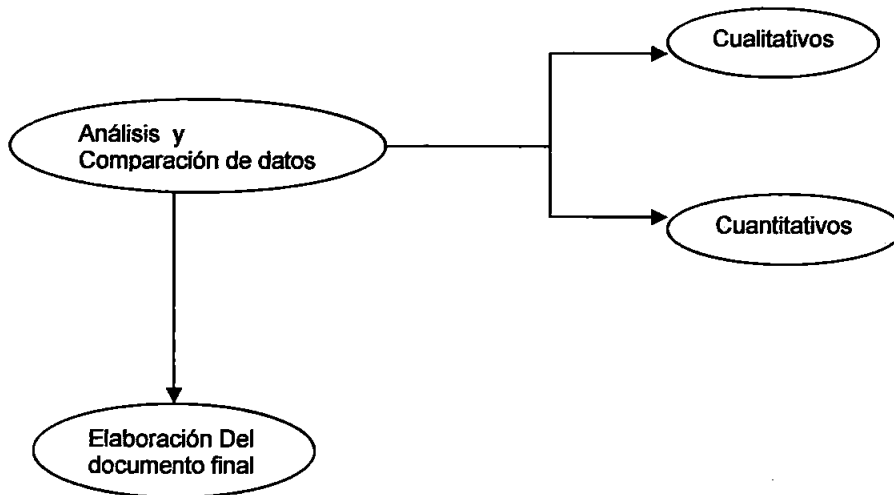 Cualitativos
Análisis y
Comparación de datos
Cuantitativos
Elaboración Del
documento final